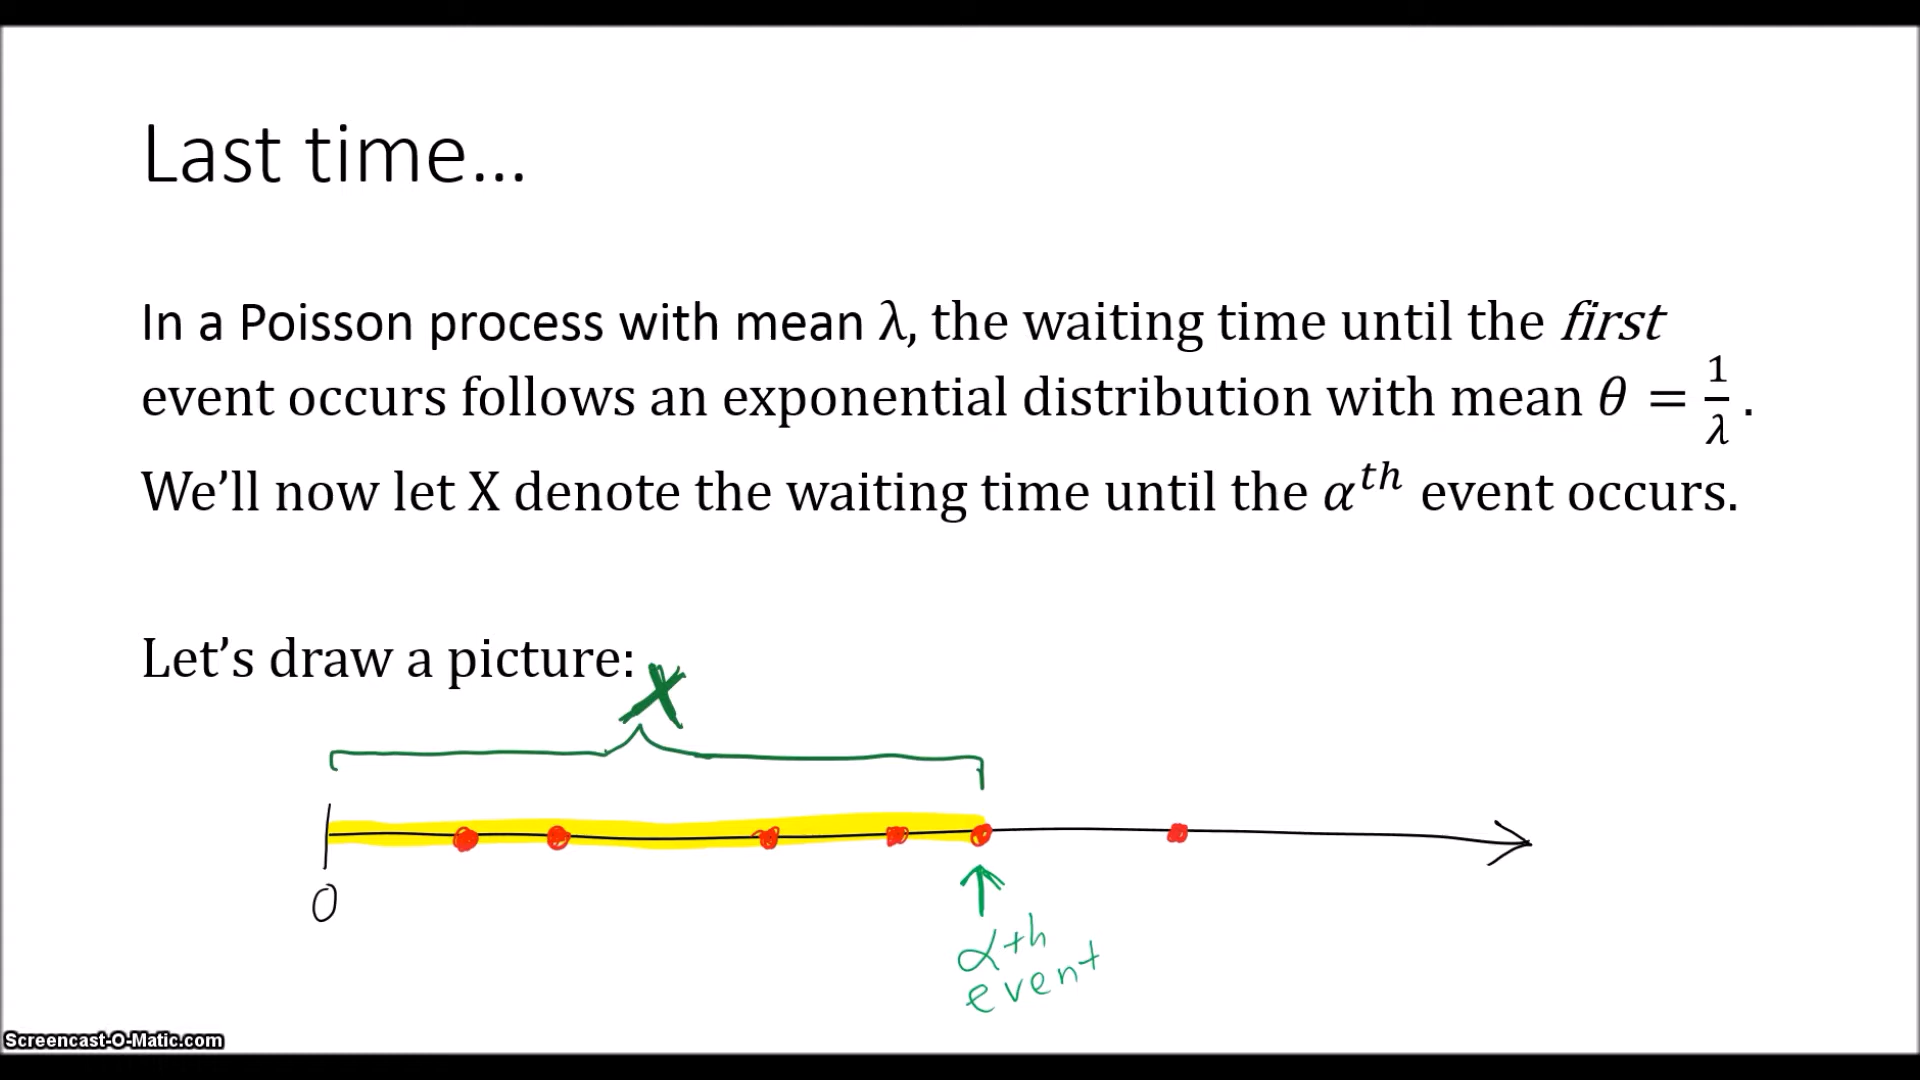 Last time...
In a Poisson process with mean λ, the waiting time until the first
event occurs follows an exponential distribution with mean θ = 1/λ .
We'll now let X denote the waiting time until the α^th event occurs.
Let's draw a picture:
X
0
α^th
event
Screencast-O-Matic.com